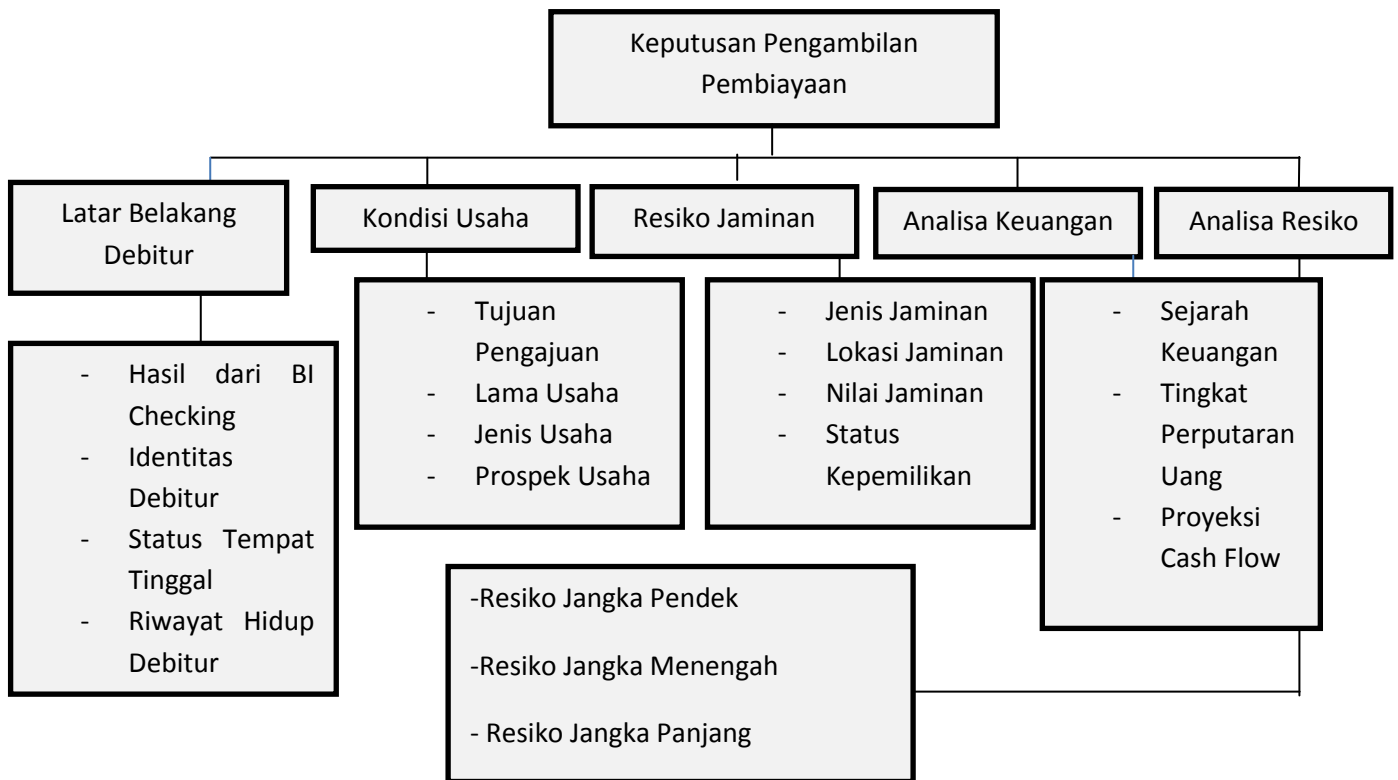 Keputusan Pengambilan
Pembiayaan
Latar Belakang
Debitur
Kondisi Usaha
Resiko Jaminan
Analisa Keuangan
Analisa Resiko
- Hasil dari BI
Checking
- Identitas
Debitur
- Status Tempat
Tinggal
- Riwayat Hidup
Debitur
- Tujuan
Pengajuan
- Lama Usaha
- Jenis Usaha
- Prospek Usaha
- Jenis Jaminan
- Lokasi Jaminan
- Nilai Jaminan
- Status
Kepemilikan
- Sejarah
Keuangan
- Tingkat
Perputaran
Uang
- Proyeksi
Cash Flow
-Resiko Jangka Pendek
-Resiko Jangka Menengah
- Resiko Jangka Panjang